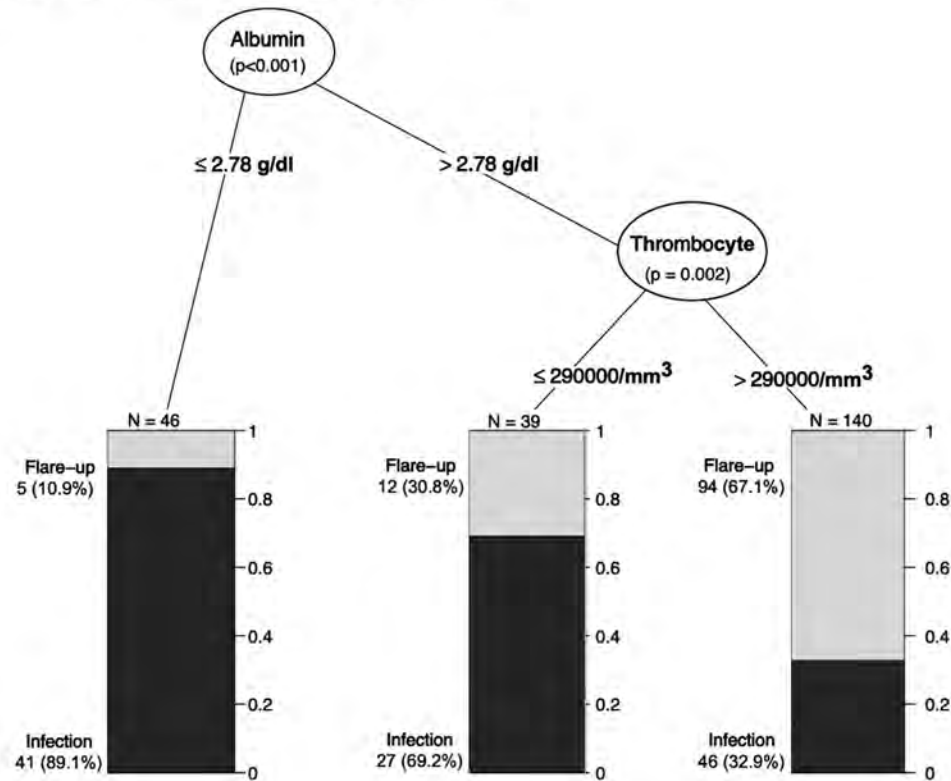 Albumin
(p<0.001)
≤ 2.78 g/dl
> 2.78 g/dl
Thrombocyte
(p = 0.002)
≤ 290000/mm³
> 290000/mm³
N = 46
Flare–up
5 (10.9%)
Infection
41 (89.1%)
1
0.8
0.6
0.4
0.2
0
N = 39
Flare–up
12 (30.8%)
Infection
27 (69.2%)
1
0.8
0.6
0.4
0.2
0
N = 140
Flare–up
94 (67.1%)
Infection
46 (32.9%)
1
0.8
0.6
0.4
0.2
0